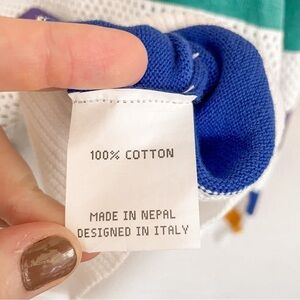 100% COTTON
MADE IN NEPAL
DESIGNED IN ITALY